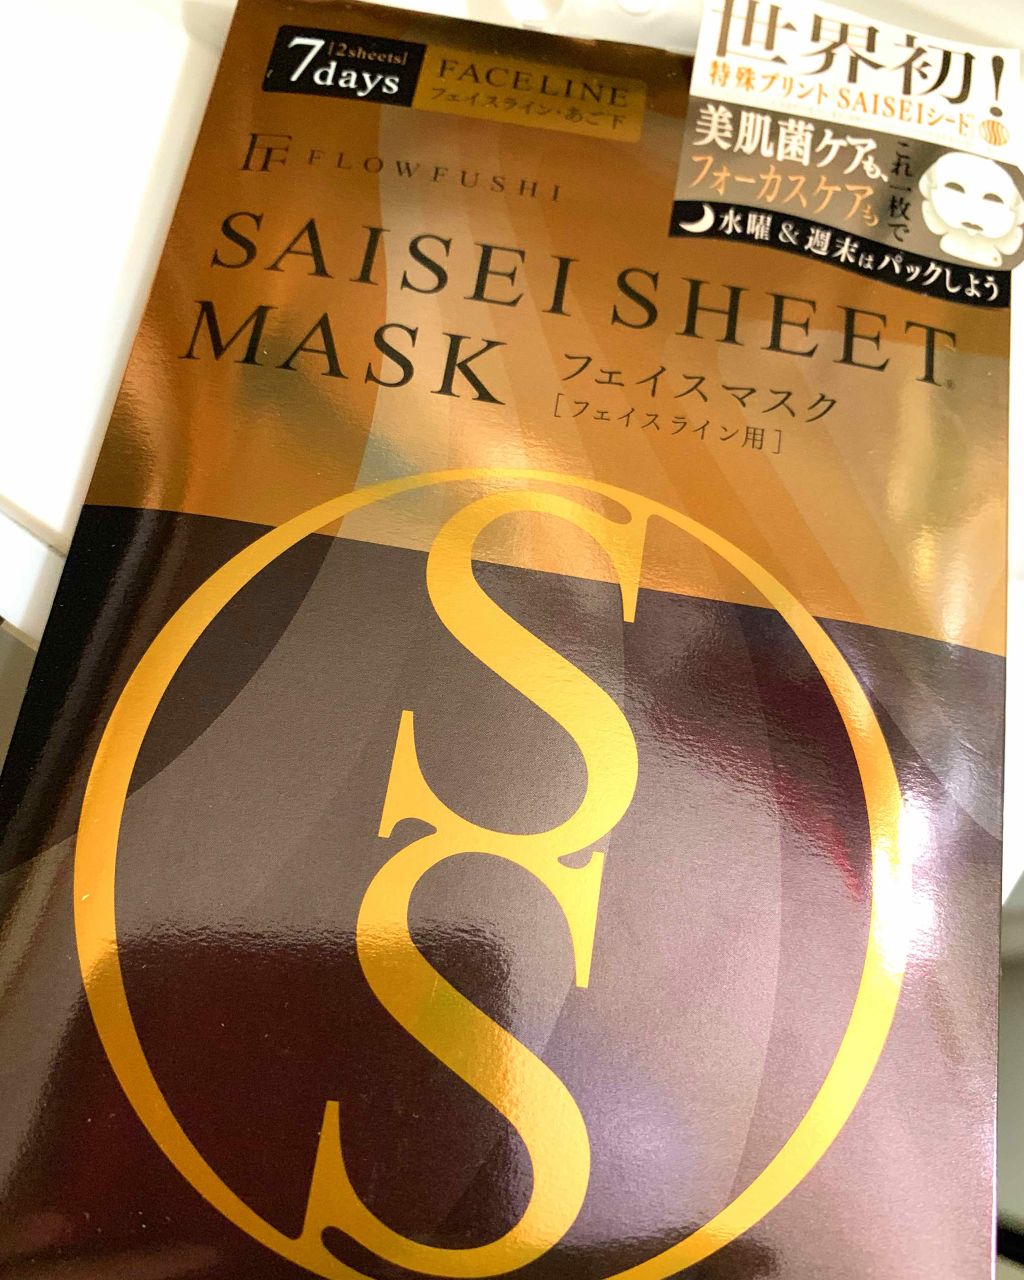 7days
[2sheets]
FACELINE
フェイスライン・あご下
FF FLOWFUSHI
SAISEI SHEET
MASK
フェイスマスク
[フェイスライン用]
世界初!
特殊プリント SAISEIシート
美肌菌ケアも、
フォーカスケアも
これ一枚で
水曜&週末はパックしよう
SS